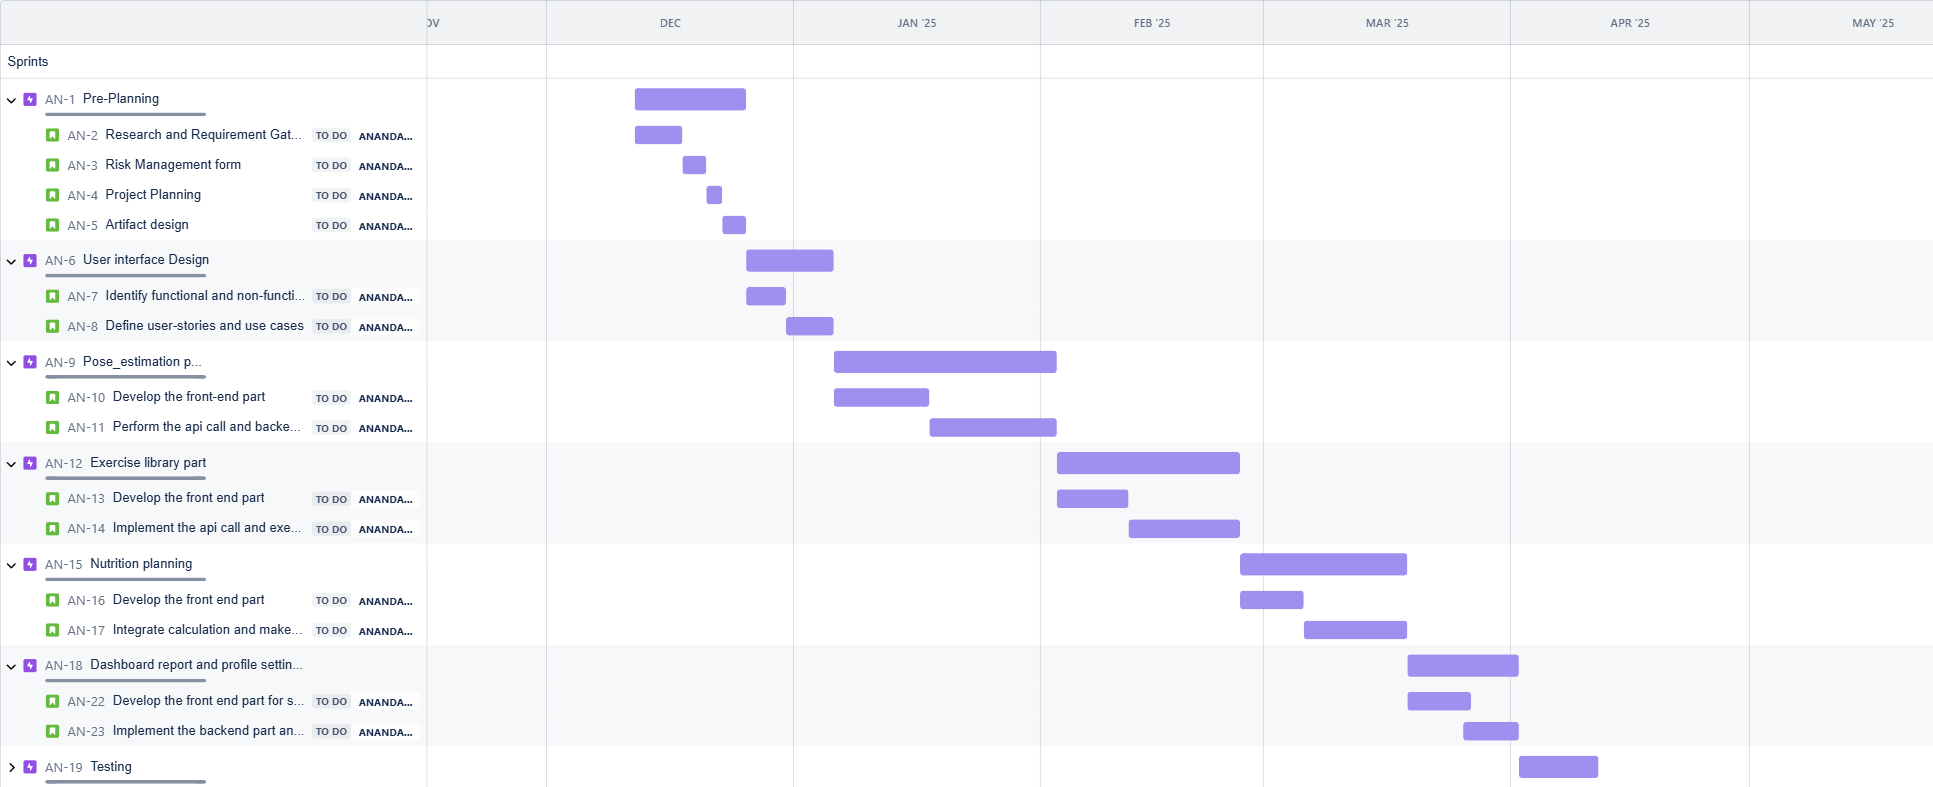 OV DEC JAN '25 FEB '25 MAR '25 APR '25 MAY '25
Sprints
AN-1 Pre-Planning
AN-2 Research and Requirement Gat... TO DO ANANDA...
AN-3 Risk Management form TO DO ANANDA...
AN-4 Project Planning TO DO ANANDA...
AN-5 Artifact design TO DO ANANDA...
AN-6 User interface Design
AN-7 Identify functional and non-functi... TO DO ANANDA...
AN-8 Define user-stories and use cases TO DO ANANDA...
AN-9 Pose_estimation p...
AN-10 Develop the front-end part TO DO ANANDA...
AN-11 Perform the api call and backe... TO DO ANANDA...
AN-12 Exercise library part
AN-13 Develop the front end part TO DO ANANDA...
AN-14 Implement the api call and exe... TO DO ANANDA...
AN-15 Nutrition planning
AN-16 Develop the front end part TO DO ANANDA...
AN-17 Integrate calculation and make... TO DO ANANDA...
AN-18 Dashboard report and profile settin...
AN-22 Develop the front end part for s... TO DO ANANDA...
AN-23 Implement the backend part an... TO DO ANANDA...
AN-19 Testing